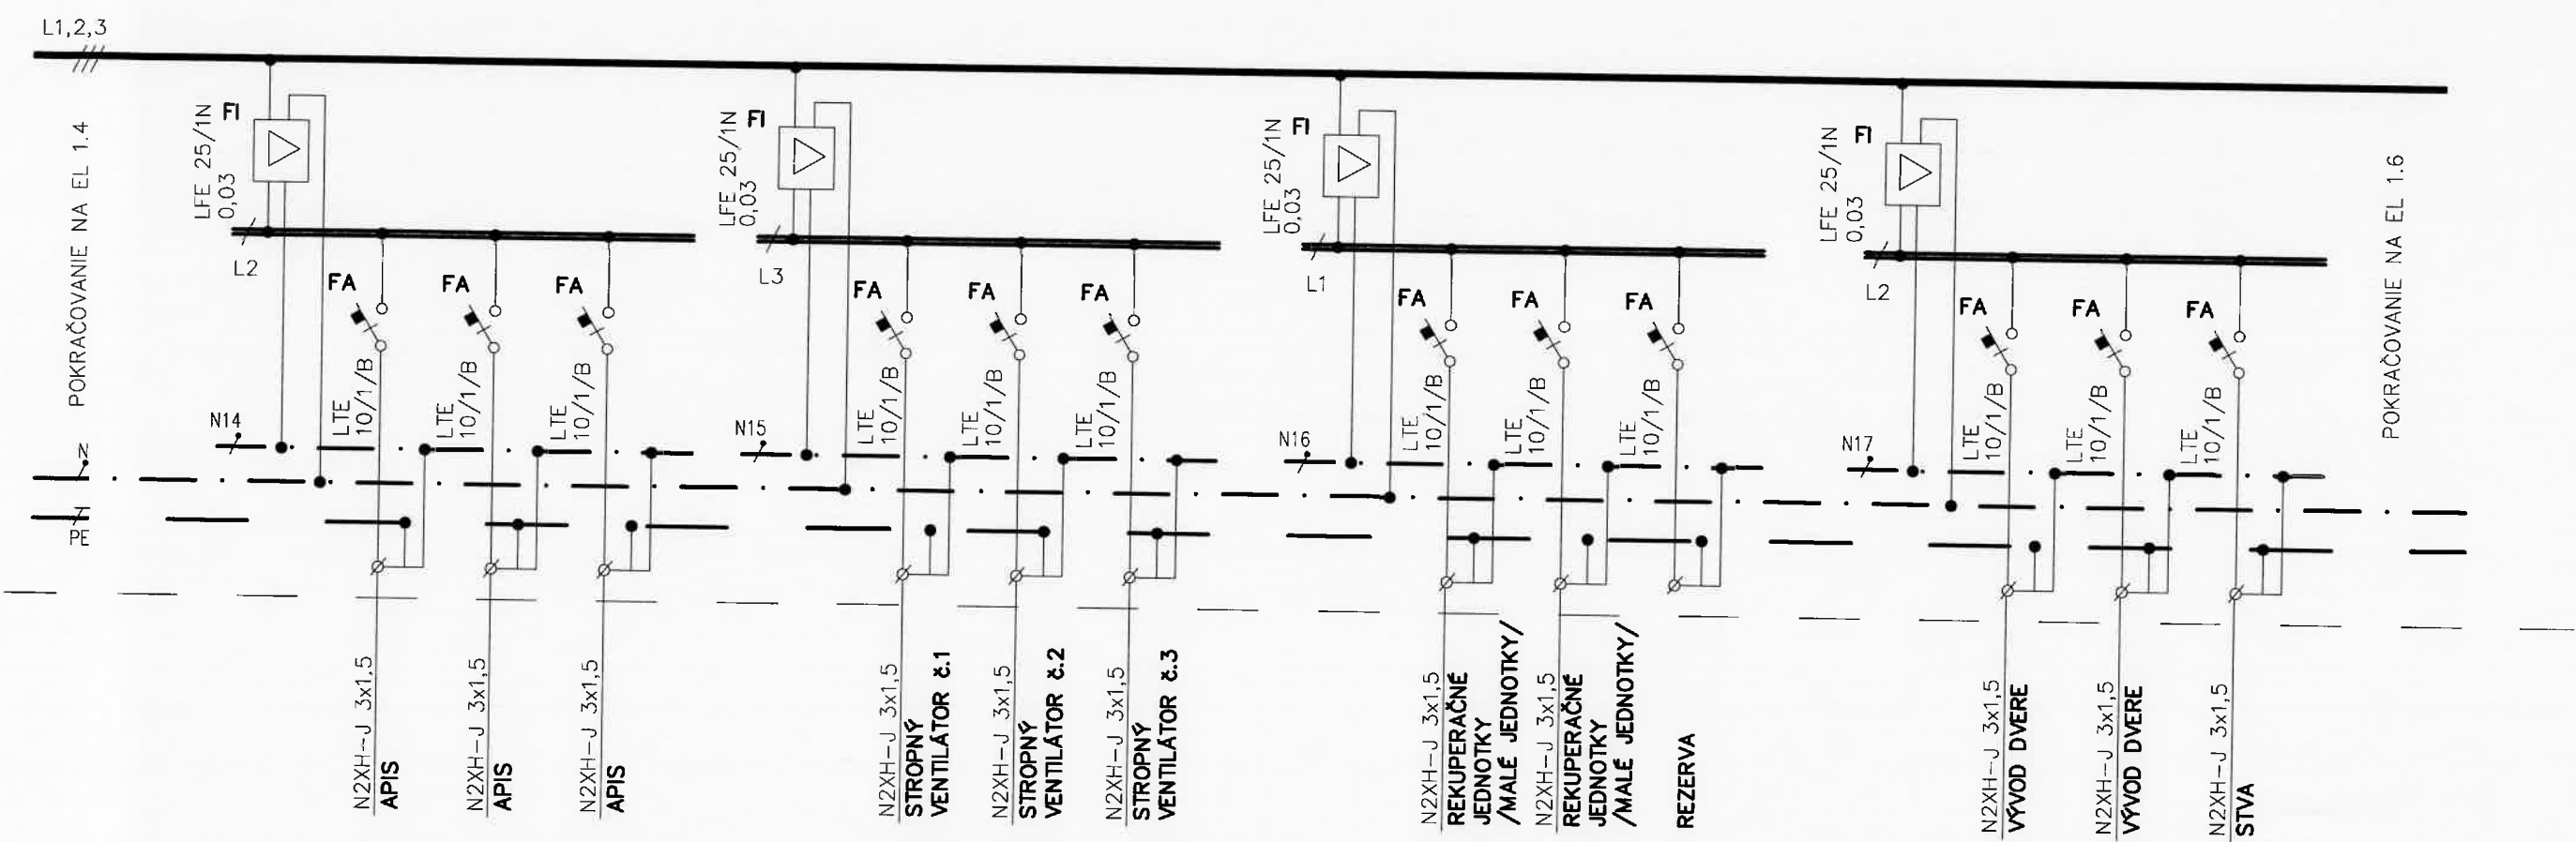 L1,2,3
POKRAČOVANIE NA EL 1.4
N
PE
LFE 25/1N
0,03
FI
L2
N14
FA
LTE
10/1/B
FA
LTE
10/1/B
FA
LTE
10/1/B
N2XH-J 3x1,5
APIS
N2XH-J 3x1,5
APIS
N2XH-J 3x1,5
APIS
LFE 25/1N
0,03
FI
L3
N15
FA
LTE
10/1/B
FA
LTE
10/1/B
FA
LTE
10/1/B
N2XH-J 3x1,5
STROPNÝ
VENTILÁTOR č.1
N2XH-J 3x1,5
STROPNÝ
VENTILÁTOR č.2
N2XH-J 3x1,5
STROPNÝ
VENTILÁTOR č.3
LFE 25/1N
0,03
FI
L1
N16
FA
LTE
10/1/B
FA
LTE
10/1/B
FA
LTE
10/1/B
N2XH-J 3x1,5
REKUPERAČNÉ
JEDNOTKY
/MALÉ JEDNOTKY/
N2XH-J 3x1,5
REKUPERAČNÉ
JEDNOTKY
/MALÉ JEDNOTKY/
REZERVA
LFE 25/1N
0,03
FI
L2
N17
FA
LTE
10/1/B
FA
LTE
10/1/B
FA
LTE
10/1/B
N2XH-J 3x1,5
VÝVOD DVERE
N2XH-J 3x1,5
VÝVOD DVERE
N2XH-J 3x1,5
STVA
POKRAČOVANIE NA EL 1.6